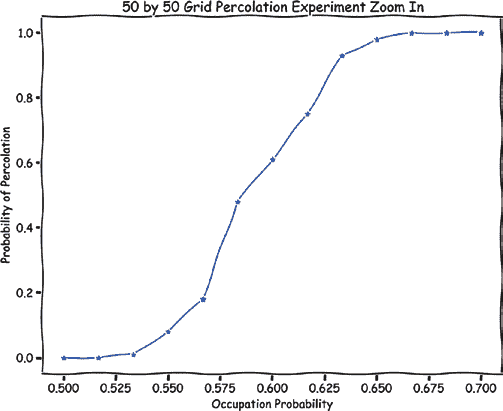 50 by 50 Grid Percolation Experiment Zoom In
Probability of Percolation
1.0
0.8
0.6
0.4
0.2
0.0
0.500 0.525 0.550 0.575 0.600 0.625 0.650 0.675 0.700
Occupation Probability